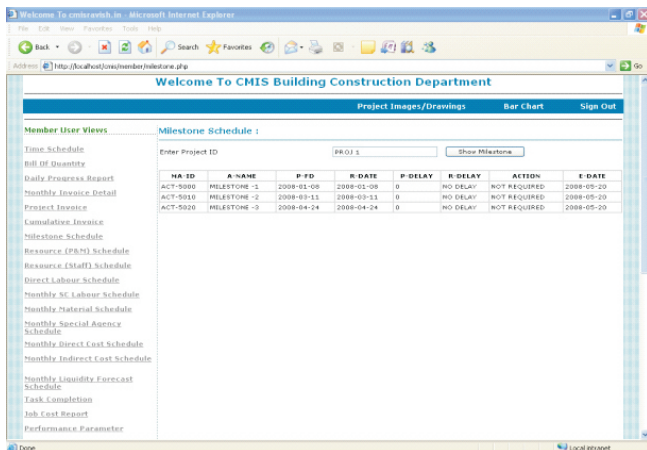 Welcome To cmicravish.in - Microsoft Internet Explorer
File Edit View Favorites Tools Help
Back Search Favorites
Address http://localhost/cmis/member/milestone.php Go
Welcome To CMIS Building Construction Department
Project Images/Drawings Bar Chart Sign Out
Member User Views
Time Schedule
Bill Of Quantity
Daily Progress Report
Monthly Invoice Detail
Project Invoice
Cumulative Invoice
Milestone Schedule
Resource (P&M) Schedule
Resource (Staff) Schedule
Direct Labour Schedule
Monthly SC Labour Schedule
Monthly Material Schedule
Monthly Special Agency
Schedule
Monthly Direct Cost Schedule
Monthly Indirect Cost Schedule
Monthly Liquidity Forecast
Schedule
Task Completion
Job Cost Report
Performance Parameter
Milestone Schedule :
Enter Project ID PROJ 1 Show Milestone
MA-ID A-NAME P-FD R-DATE P-DELAY R-DELAY ACTION E-DATE
ACT-5000 MILESTONE -1 2008-01-08 2008-01-08 0 NO DELAY NOT REQUIRED 2008-05-20
ACT-5010 MILESTONE -2 2008-03-11 2008-03-11 0 NO DELAY NOT REQUIRED 2008-05-20
ACT-5020 MILESTONE -3 2008-04-24 2008-04-24 0 NO DELAY NOT REQUIRED 2008-05-20
Done Local intranet